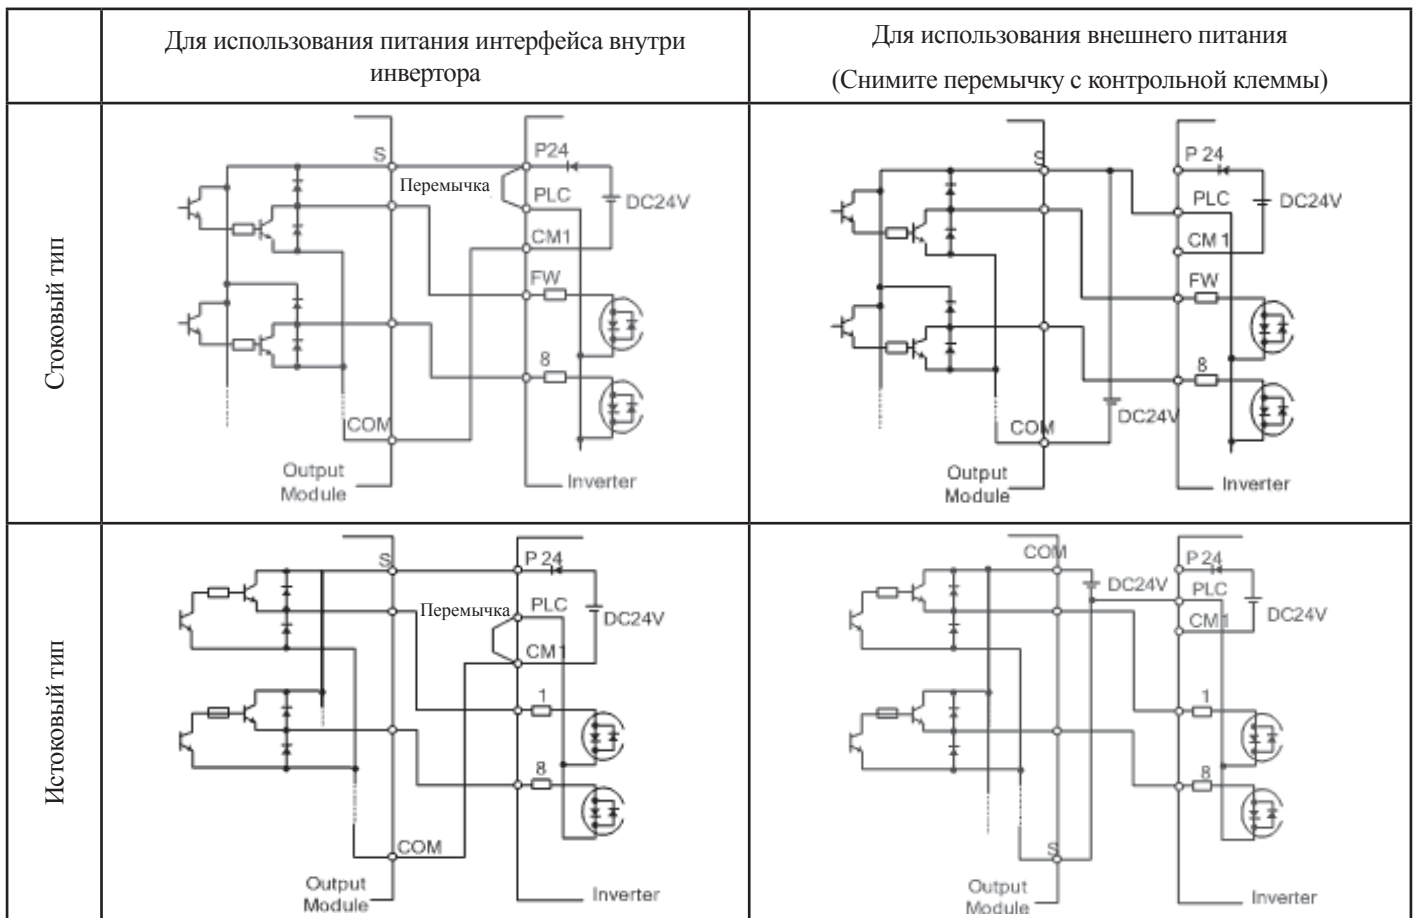 Для использования питания интерфейса внутри
инвертора
Для использования внешнего питания
(Снимите перемычку с контрольной клеммы)
Стоковый тип
S
P24
Перемычка
PLC
DC24V
CM1
FW
8
COM
Output
Module
Inverter
S
P 24
PLC
DC24V
CM 1
FW
8
DC24V
COM
Output
Module
Inverter
Истоковый тип
S
P 24
Перемычка
PLC
DC24V
CM1
1
8
COM
Output
Module
Inverter
COM
P 24
DC24V
PLC
DC24V
CM1
1
8
S
Output
Module
Inverter